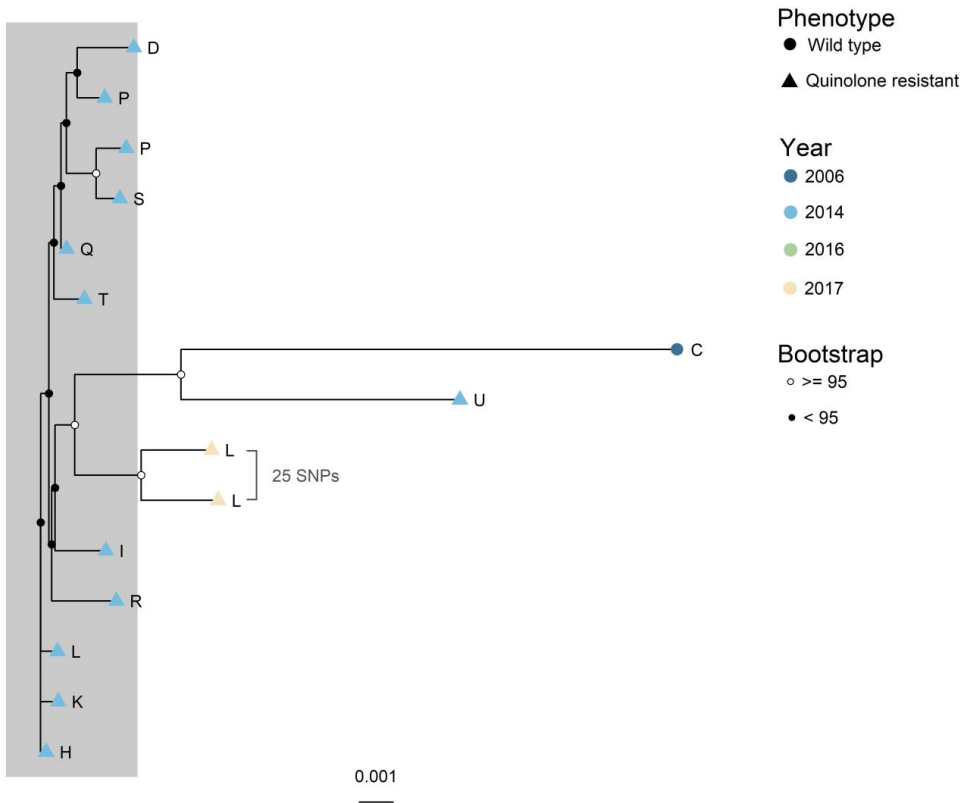 D
P
P
S
Q
T
C
U
L
25 SNPs
L
I
R
L
K
H
0.001
Phenotype
Wild type
Quinolone resistant
Year
2006
2014
2016
2017
Bootstrap
>= 95
< 95